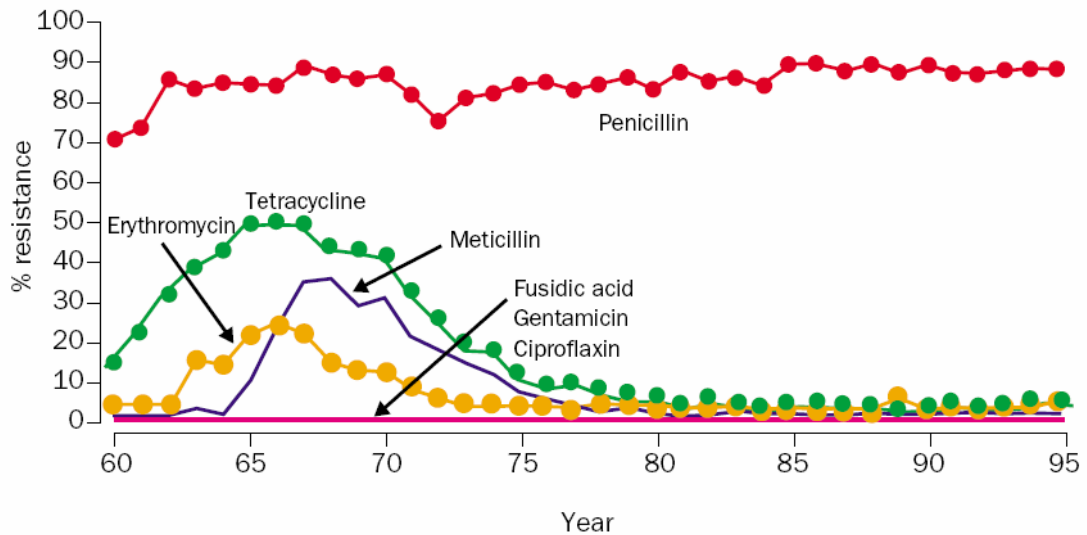 100
90
80
70
60
50
40
30
20
10
0
% resistance
Penicillin
Tetracycline
Erythromycin
Meticillin
Fusidic acid
Gentamicin
Ciproflaxin
60 65 70 75 80 85 90 95
Year